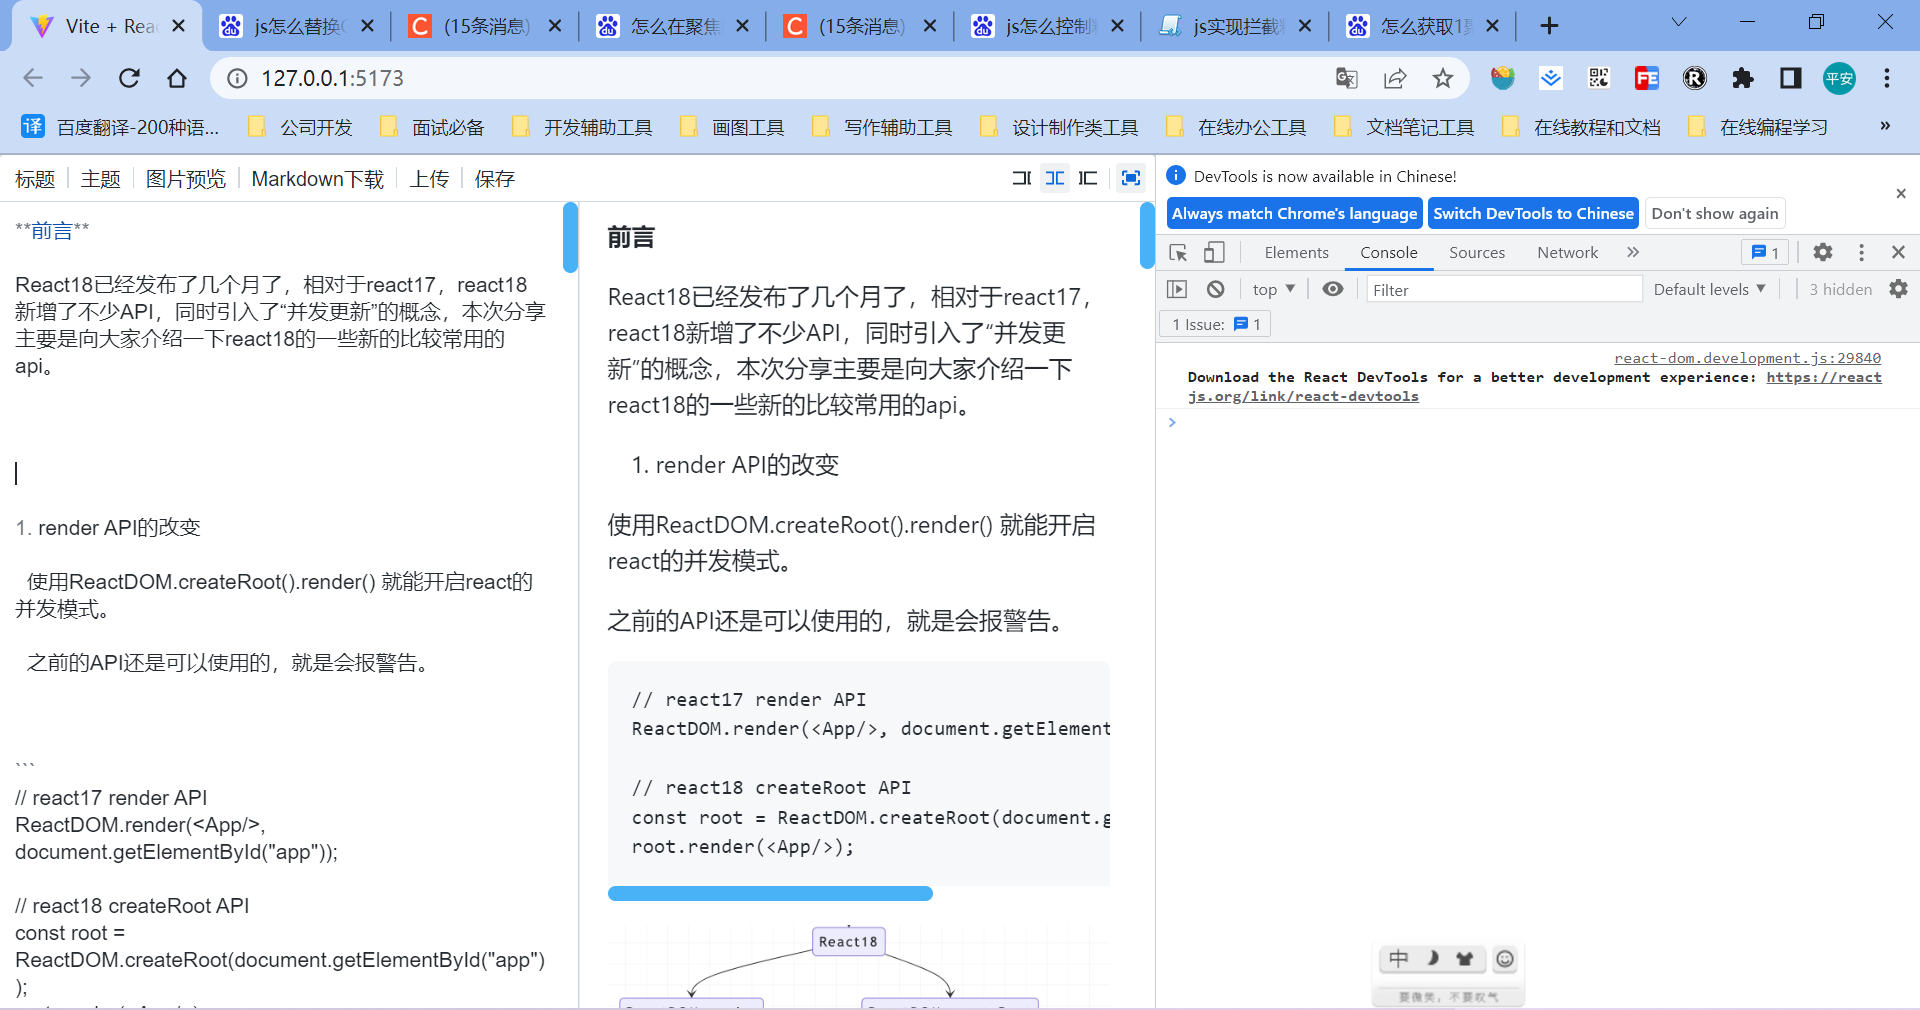 Vite + Rea
js怎么替换
(15条消息)
怎么在聚焦
(15条消息)
js怎么控制
js实现拦截
怎么获取1
127.0.0.1:5173
平安
译
百度翻译-200种语...
公司开发
面试必备
开发辅助工具
画图工具
写作辅助工具
设计制作类工具
在线办公工具
文档笔记工具
在线教程和文档
在线编程学习
»
标题
主题
图片预览
Markdown下载
上传
保存
**前言**
React18已经发布了几个月了，相对于react17，react18
新增了不少API，同时引入了“并发更新”的概念，本次分享
主要是向大家介绍一下react18的一些新的比较常用的
api。
1. render API的改变
使用ReactDOM.createRoot().render() 就能开启react的
并发模式。
之前的API还是可以使用的，就是会报警告。
```
// react17 render API
ReactDOM.render(<App/>,
document.getElementById("app"));
// react18 createRoot API
const root =
ReactDOM.createRoot(document.getElementById("app")
);
前言
React18已经发布了几个月了，相对于react17，
react18新增了不少API，同时引入了“并发更
新”的概念，本次分享主要是向大家介绍一下
react18的一些新的比较常用的api。
1. render API的改变
使用ReactDOM.createRoot().render() 就能开启
react的并发模式。
之前的API还是可以使用的，就是会报警告。
// react17 render API
ReactDOM.render(<App/>, document.getElement
// react18 createRoot API
const root = ReactDOM.createRoot(document.g
root.render(<App/>);
React18
DevTools is now available in Chinese!
Always match Chrome's language
Switch DevTools to Chinese
Don't show again
Elements
Console
Sources
Network
»
1
top
Filter
Default levels
3 hidden
1 Issue: 1
react-dom.development.js:29840
Download the React DevTools for a better development experience: https://react
js.org/link/react-devtools
中
要微笑，不要叹气